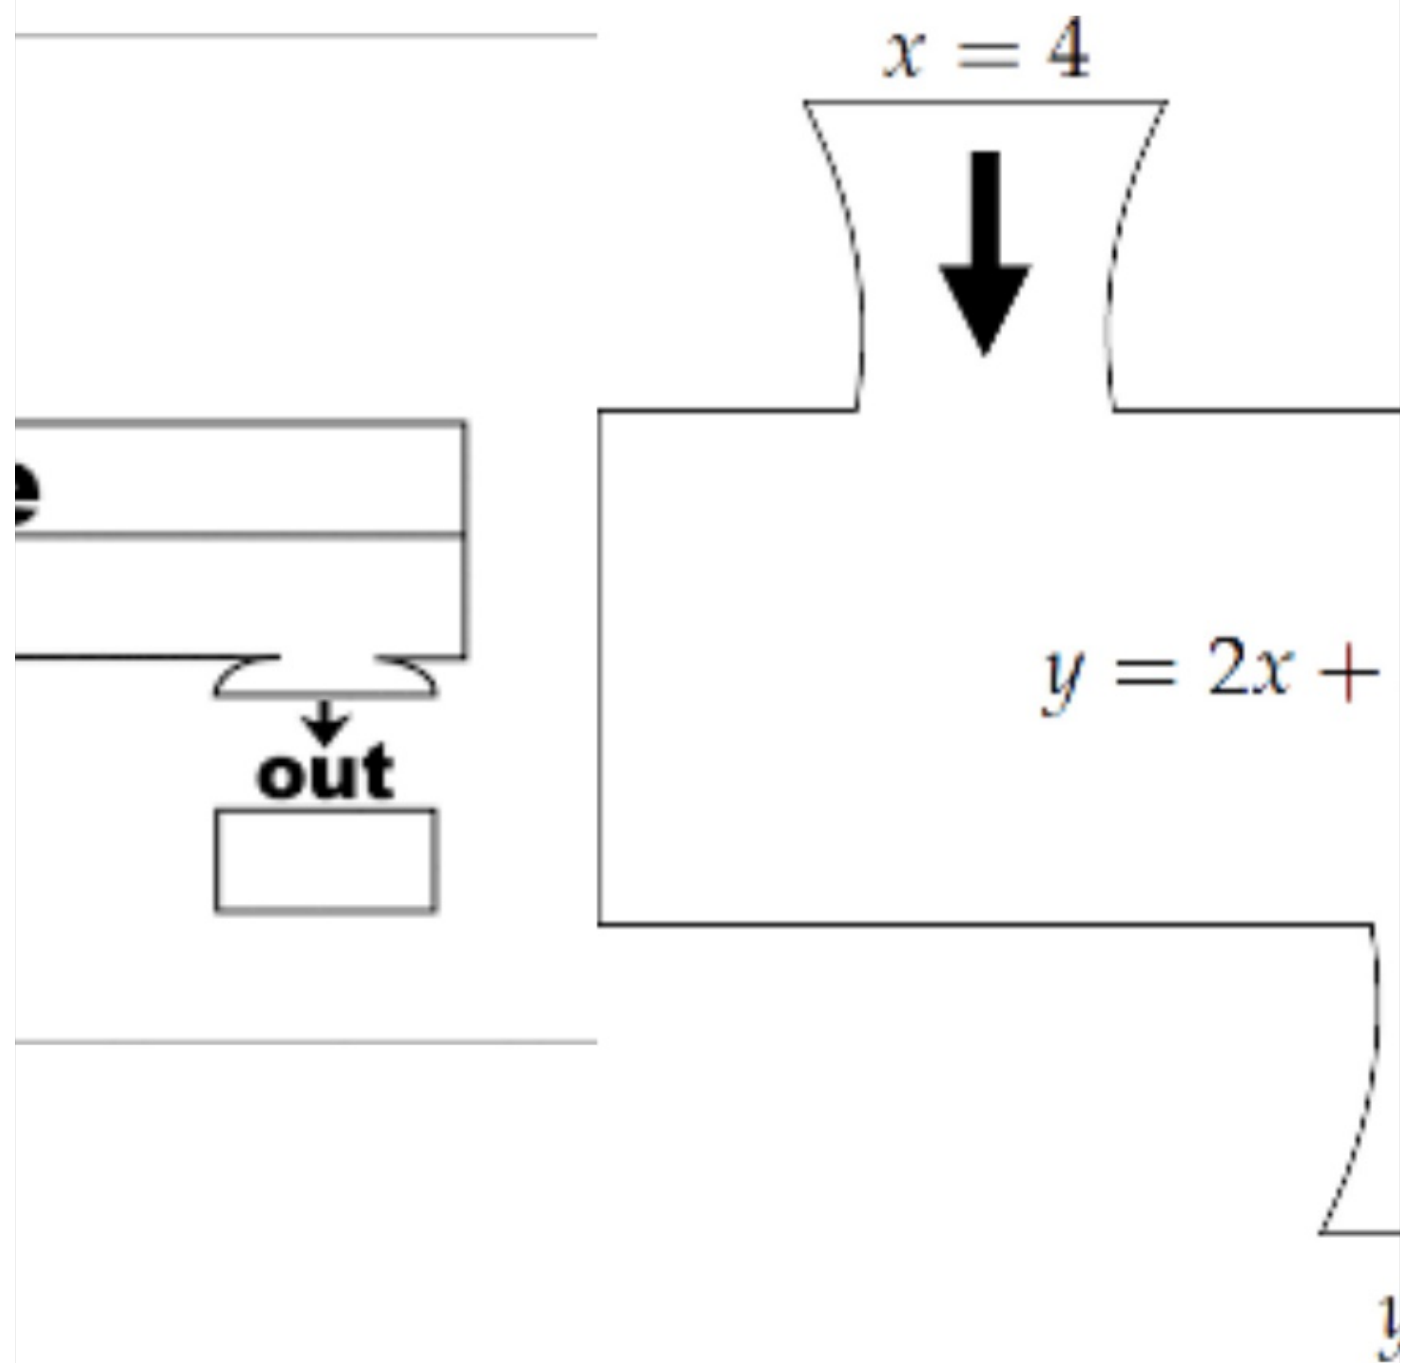 x = 4
e
y = 2x +
out
y